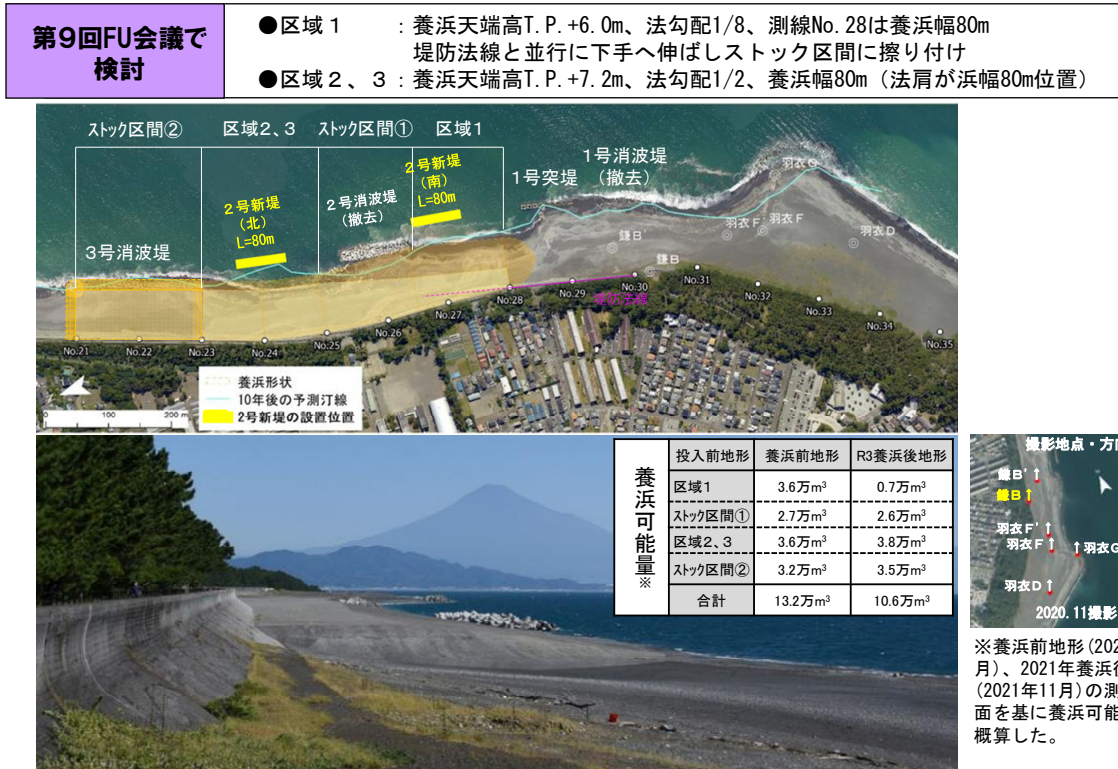 第９回FU会議で
検討
●区域１　：養浜天端高T.P.+6.0m、法勾配1/8、測線No.28は養浜幅80m
堤防法線と並行に下手へ伸ばしストック区間に擦り付け
●区域２、３：養浜天端高T.P.+7.2m、法勾配1/2、養浜幅80m（法肩が浜幅80m位置）
ストック区間②
区域2、3
ストック区間①
区域1
2号新堤
（南）
L=80m
1号消波堤
（撤去）
1号突堤
羽衣G
2号新堤
（北）
L=80m
2号消波堤
（撤去）
3号消波堤
羽衣F'
羽衣F
羽衣D
鎌B'
鎌B
No.21
No.22
No.23
No.24
No.25
No.26
No.27
No.28
No.29
No.30
No.31
No.32
No.33
No.34
No.35
養浜形状
10年後の予測汀線
2号新堤の設置位置
0 100 200 m
養浜可能量※
投入前地形 養浜前地形 R3養浜後地形
区域1 3.6万m³ 0.7万m³
ストック区間① 2.7万m³ 2.6万m³
区域2、3 3.6万m³ 3.8万m³
ストック区間② 3.2万m³ 3.5万m³
合計 13.2万m³ 10.6万m³
撮影地点・方向
鎌B'↑
鎌B↑
羽衣F'↑
羽衣F↑
↑羽衣G
羽衣D↑
2020.11撮影
※養浜前地形(202
月)、2021年養浜後
(2021年11月)の測
面を基に養浜可能
概算した。